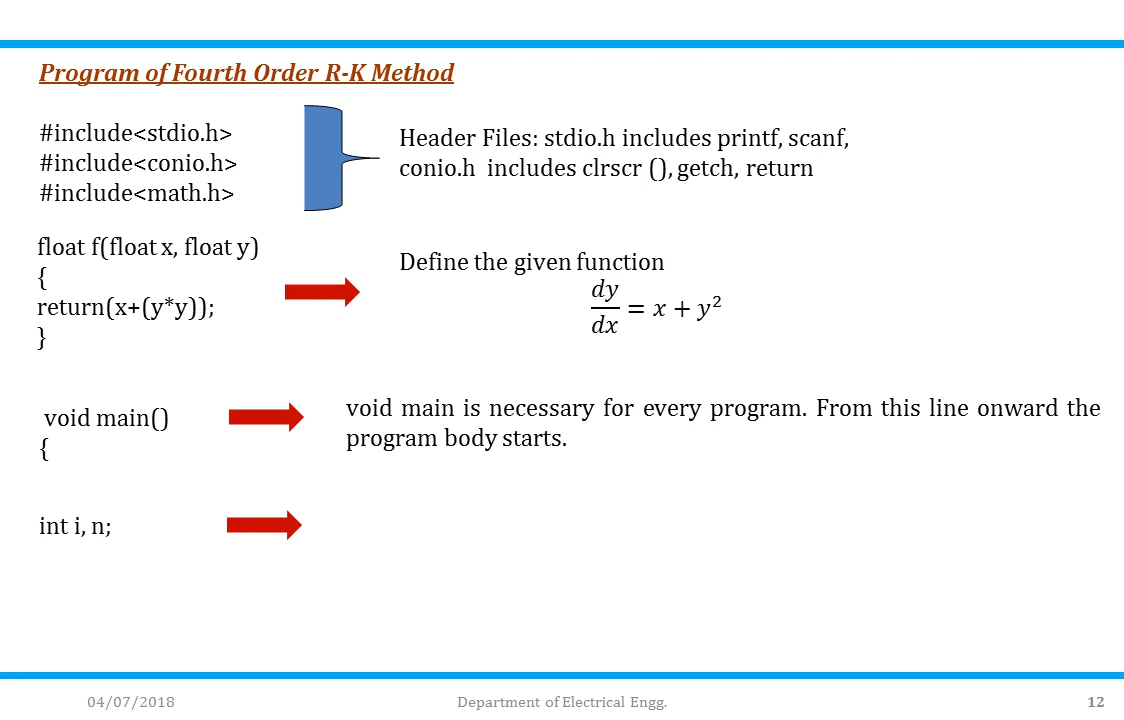 Program of Fourth Order R-K Method
#include<stdio.h>
#include<conio.h>
#include<math.h>
Header Files: stdio.h includes printf, scanf,
conio.h includes clrscr (), getch, return
float f(float x, float y)
{
return(x+(y*y));
}
Define the given function
dy/dx = x + y²
void main()
{
void main is necessary for every program. From this line onward the
program body starts.
int i, n;
04/07/2018 Department of Electrical Engg. 12